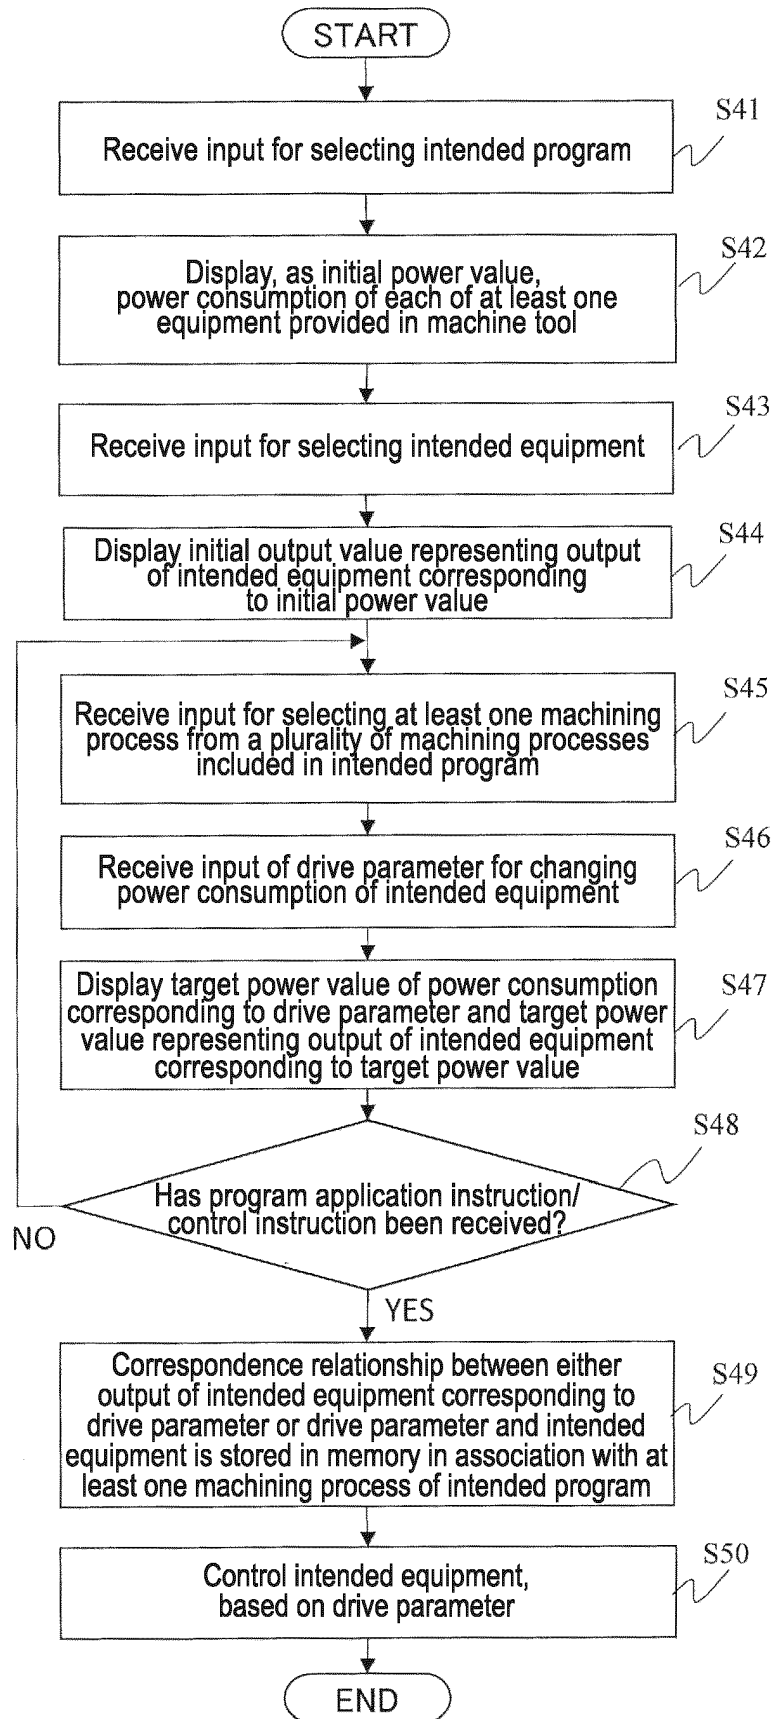 START
S41
Receive input for selecting intended program
S42
Display, as initial power value,
power consumption of each of at least one
equipment provided in machine tool
S43
Receive input for selecting intended equipment
S44
Display initial output value representing output
of intended equipment corresponding
to initial power value
S45
Receive input for selecting at least one machining
process from a plurality of machining processes
included in intended program
S46
Receive input of drive parameter for changing
power consumption of intended equipment
S47
Display target power value of power consumption
corresponding to drive parameter and target power
value representing output of intended equipment
corresponding to target power value
S48
Has program application instruction/
control instruction been received?
NO
YES
S49
Correspondence relationship between either
output of intended equipment corresponding to
drive parameter or drive parameter and intended
equipment is stored in memory in association with at
least one machining process of intended program
S50
Control intended equipment,
based on drive parameter
END